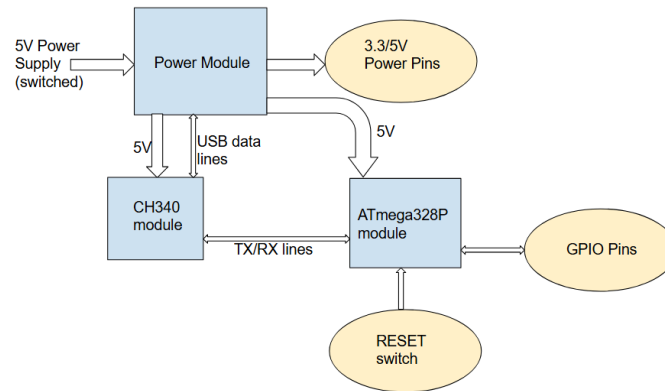 5V Power
Supply
(switched)
Power Module
3.3/5V
Power Pins
5V
USB data
lines
5V
CH340
module
ATmega328P
module
TX/RX lines
GPIO Pins
RESET
switch